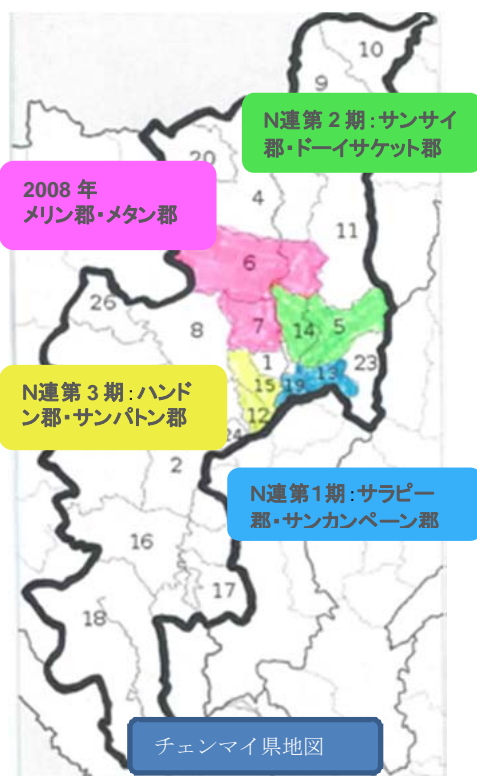 10
9
N連第2期:サンサイ
郡・ドーイサケット郡
20
2008年
メリン郡・メタン郡
4
11
6
26
8
7
14
5
1
23
13
15
19
N連第3期:ハンド
ン郡・サンパトン郡
12
24
2
N連第1期:サラピー
郡・サンカンペーン郡
16
17
18
チェンマイ県地図